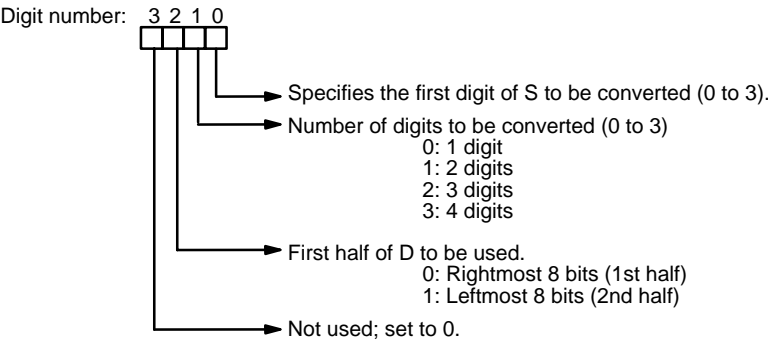 Digit number: 3 2 1 0
Specifies the first digit of S to be converted (0 to 3).
Number of digits to be converted (0 to 3)
0: 1 digit
1: 2 digits
2: 3 digits
3: 4 digits
First half of D to be used.
0: Rightmost 8 bits (1st half)
1: Leftmost 8 bits (2nd half)
Not used; set to 0.